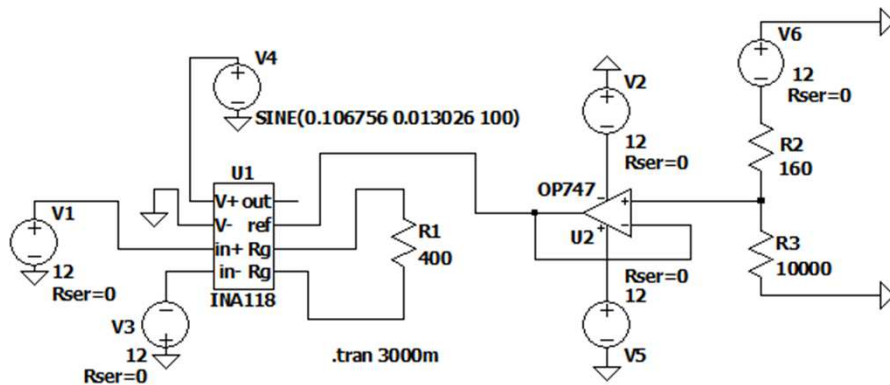 V4
SINE(0.106756 0.013026 100)
U1
V+ out
V- ref
in+ Rg
in- Rg
INA118
V1
12
Rser=0
V3
12
Rser=0
R1
400
.tran 3000m
V2
12
Rser=0
OP747
U2
Rser=0
12
V5
V6
12
Rser=0
R2
160
R3
10000